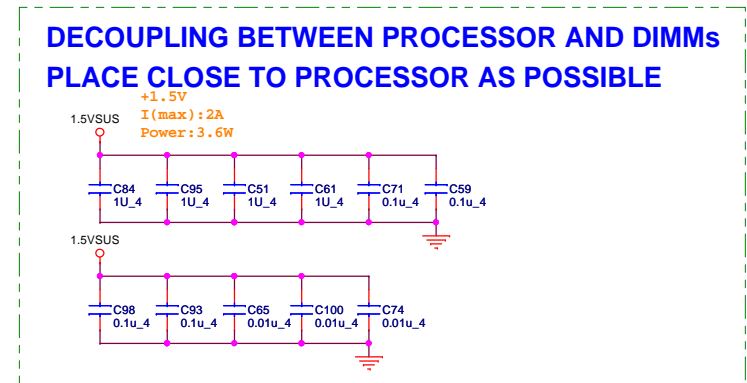 DECOUPLING BETWEEN PROCESSOR AND DIMMs
PLACE CLOSE TO PROCESSOR AS POSSIBLE
+1.5V
I(max):2A
Power:3.6W
1.5VSUS
C84 C95 C51 C61 C71 C59
1U_4 1U_4 1U_4 1U_4 0.1u_4 0.1u_4
1.5VSUS
C98 C93 C65 C100 C74
0.1u_4 0.1u_4 0.01u_4 0.01u_4 0.01u_4